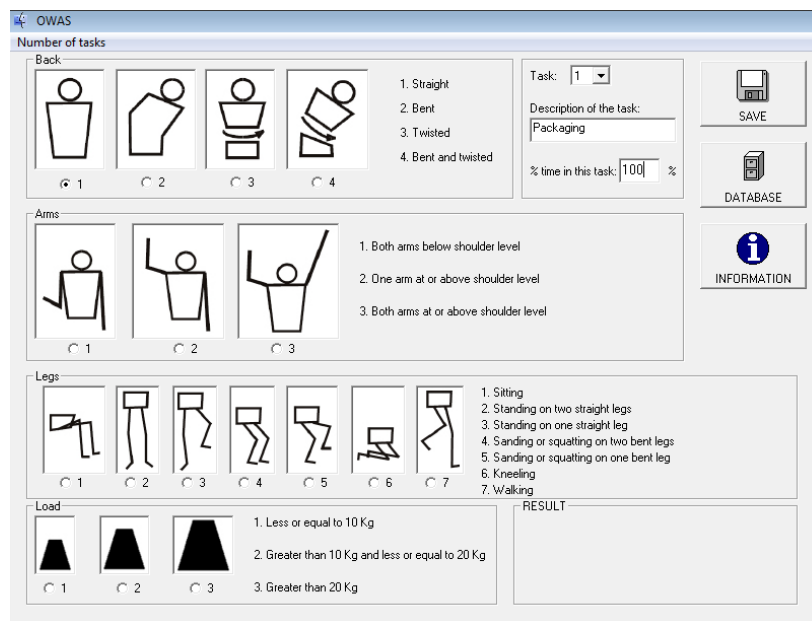 OWAS
Number of tasks
Back
1. Straight
2. Bent
3. Twisted
4. Bent and twisted
1 2 3 4
Task: 1
Description of the task:
Packaging
% time in this task: 100 %
SAVE
DATABASE
INFORMATION
Arms
1. Both arms below shoulder level
2. One arm at or above shoulder level
3. Both arms at or above shoulder level
1 2 3
Legs
1. Sitting
2. Standing on two straight legs
3. Standing on one straight leg
4. Sanding or squatting on two bent legs
5. Sanding or squatting on one bent leg
6. Kneeling
7. Walking
1 2 3 4 5 6 7
Load
1. Less or equal to 10 Kg
2. Greater than 10 Kg and less or equal to 20 Kg
3. Greater than 20 Kg
1 2 3
RESULT